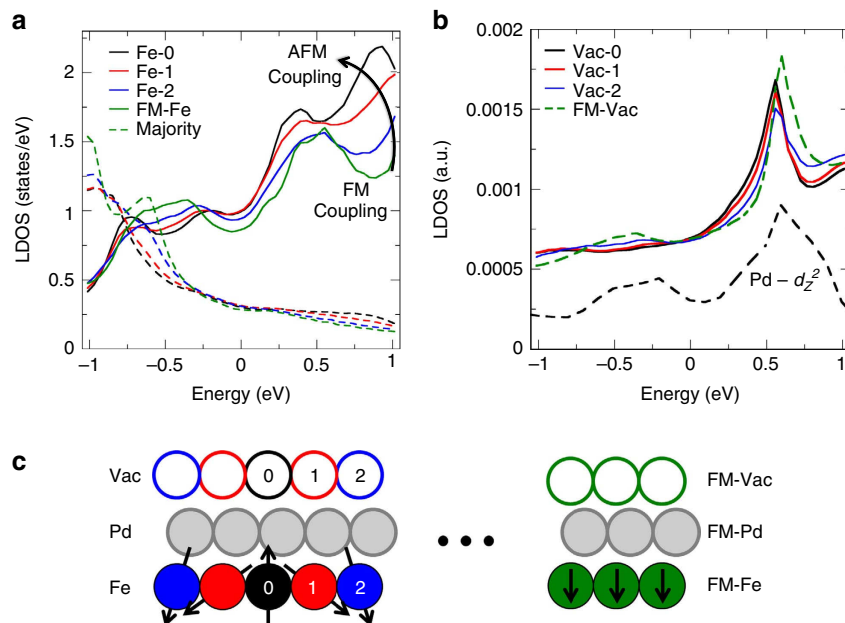 a
Fe-0
Fe-1
Fe-2
FM-Fe
Majority
AFM
Coupling
FM
Coupling
LDOS (states/eV)
2
1.5
1
0.5
0
−1
−0.5
0
0.5
1
Energy (eV)
b
Vac-0
Vac-1
Vac-2
FM-Vac
Pd – dz²
LDOS (a.u.)
0.002
0.0015
0.001
0.0005
0.000
−1
−0.5
0
0.5
1
Energy (eV)
c
Vac
0
1
2
FM-Vac
Pd
FM-Pd
Fe
0
1
2
FM-Fe